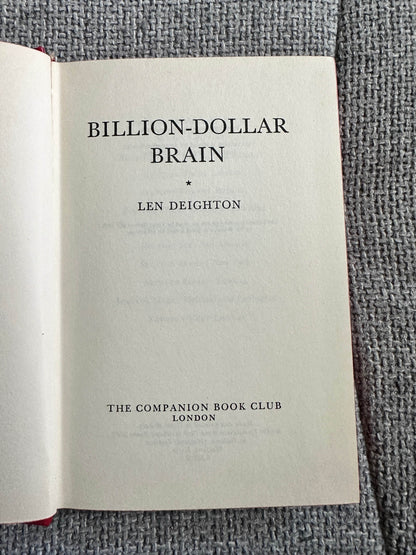 BILLION-DOLLAR
BRAIN
*
LEN DEIGHTON
THE COMPANION BOOK CLUB
LONDON